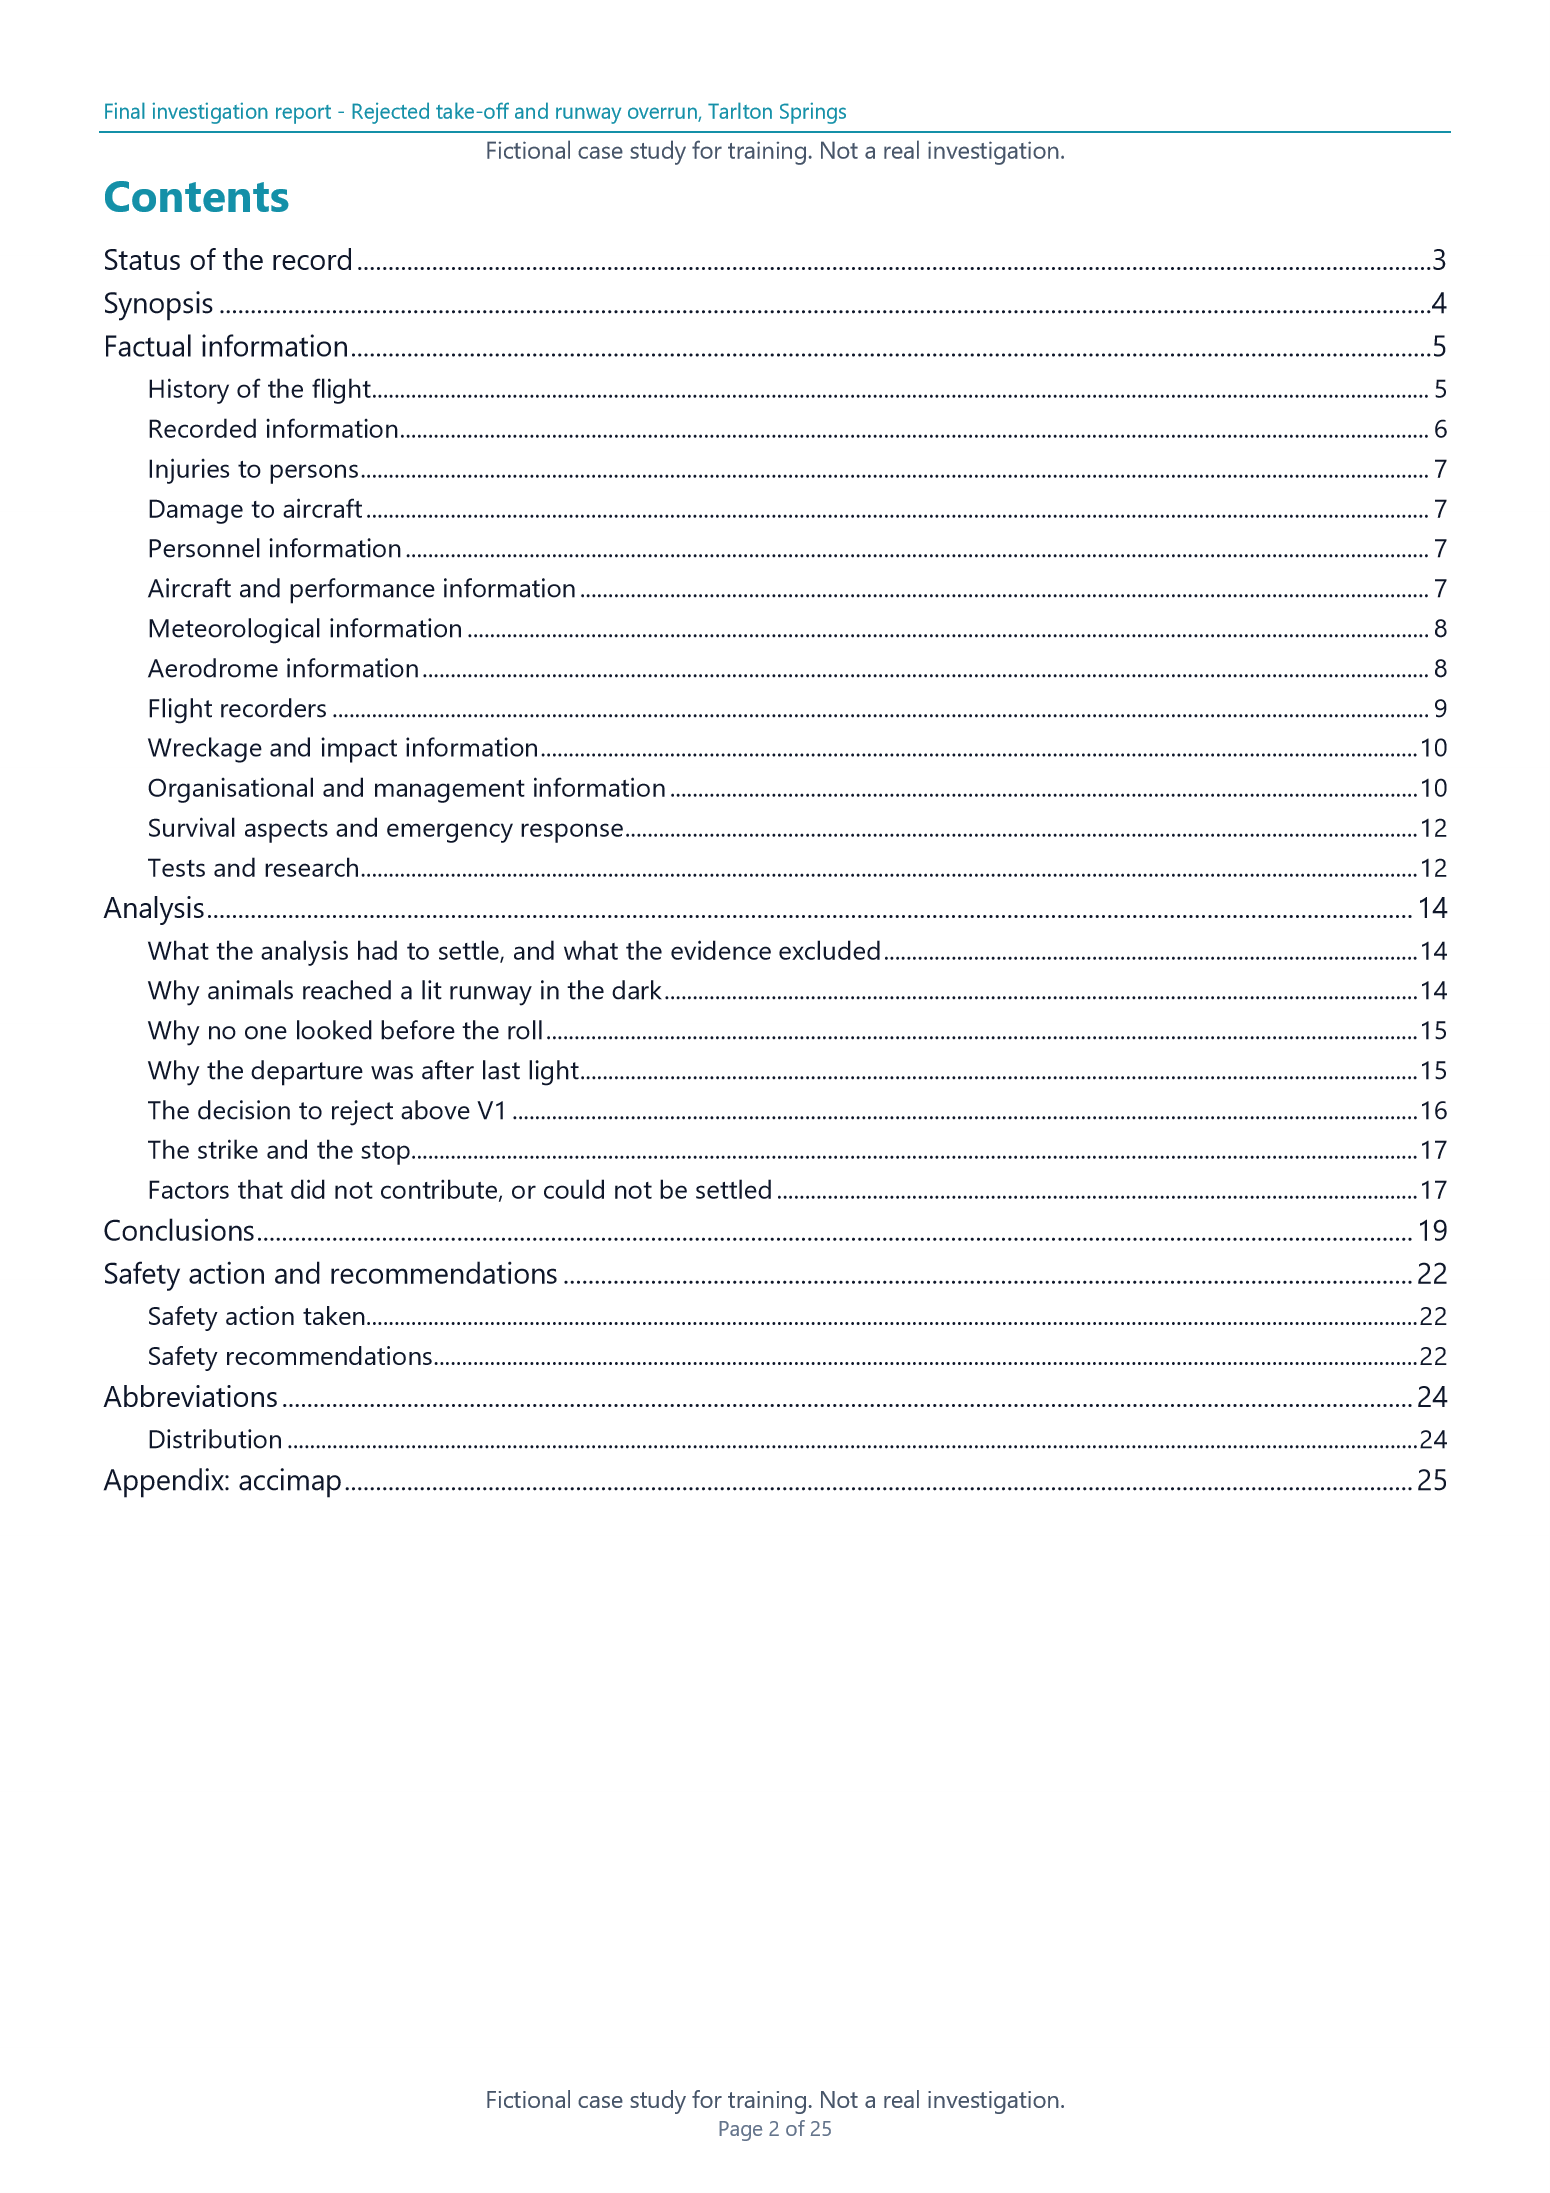 Final investigation report - Rejected take-off and runway overrun, Tarlton Springs
Fictional case study for training. Not a real investigation.
Contents
Status of the record 3
Synopsis 4
Factual information 5
History of the flight 5
Recorded information 6
Injuries to persons 7
Damage to aircraft 7
Personnel information 7
Aircraft and performance information 7
Meteorological information 8
Aerodrome information 8
Flight recorders 9
Wreckage and impact information 10
Organisational and management information 10
Survival aspects and emergency response 12
Tests and research 12
Analysis 14
What the analysis had to settle, and what the evidence excluded 14
Why animals reached a lit runway in the dark 14
Why no one looked before the roll 15
Why the departure was after last light 15
The decision to reject above V1 16
The strike and the stop 17
Factors that did not contribute, or could not be settled 17
Conclusions 19
Safety action and recommendations 22
Safety action taken 22
Safety recommendations 22
Abbreviations 24
Distribution 24
Appendix: accimap 25
Fictional case study for training. Not a real investigation.
Page 2 of 25